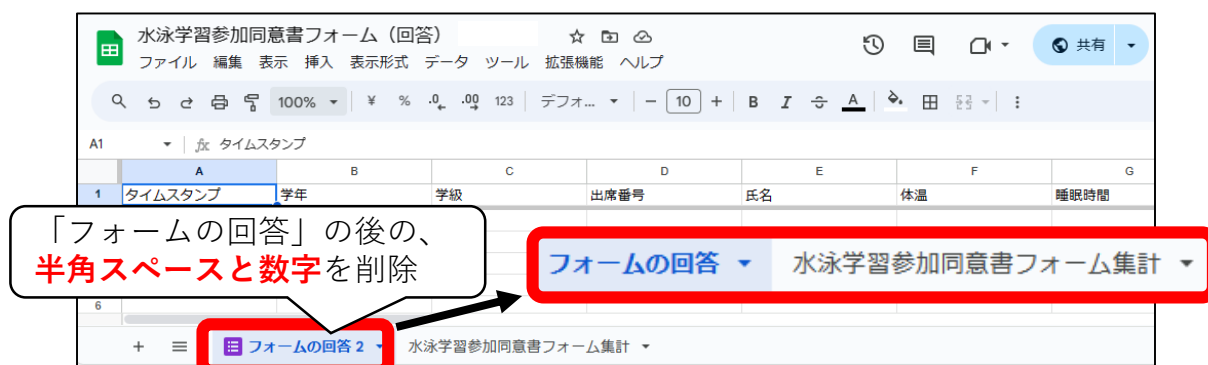 水泳学習参加同意書フォーム（回答）
ファイル 編集 表示 挿入 表示形式 データ ツール 拡張機能 ヘルプ
共有
100% ¥ % .0 .00 123 デフォ... − 10 + B I A
A1 fx タイムスタンプ
A B C D E F G
1 タイムスタンプ 学年 学級 出席番号 氏名 体温 睡眠時間
「フォームの回答」の後の、
半角スペースと数字を削除
フォームの回答 水泳学習参加同意書フォーム集計
6
+ フォームの回答 2 水泳学習参加同意書フォーム集計